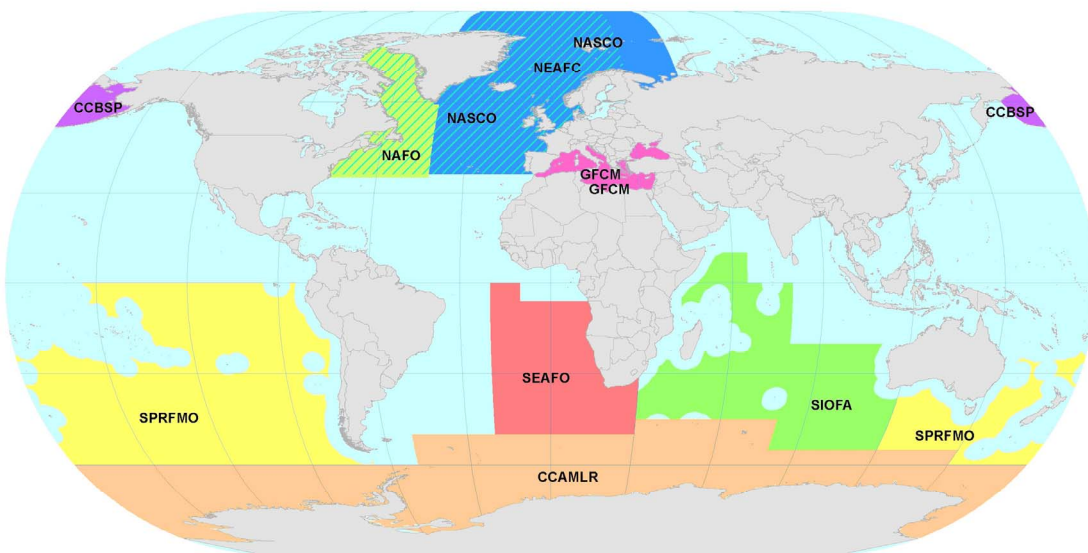 NASCO
NEAFC
CCBSP
CCBSP
NASCO
NAFO
GFCM
GFCM
SEAFO
SIOFA
SPRFMO
SPRFMO
CCAMLR